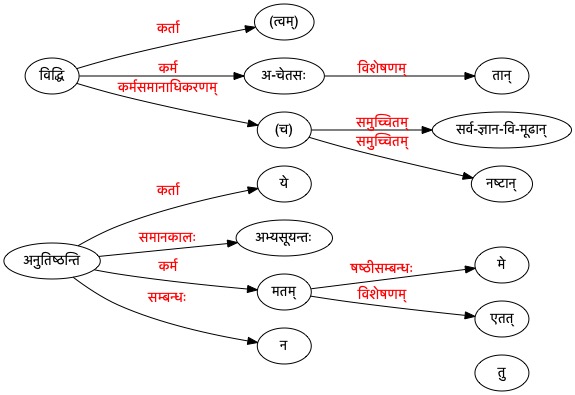 कर्ता
(त्वम्)
विद्धि
कर्म
अ-चेतसः
विशेषणम्
तान्
कर्मसमानाधिकरणम्
(च)
समुच्चितम्
सर्व-ज्ञान-वि-मूढान्
समुच्चितम्
नष्टान्
कर्ता
ये
अनुतिष्ठन्ति
समानकालः
अभ्यसूयन्तः
कर्म
मतम्
षष्ठीसम्बन्धः
मे
विशेषणम्
एतत्
सम्बन्धः
न
तु